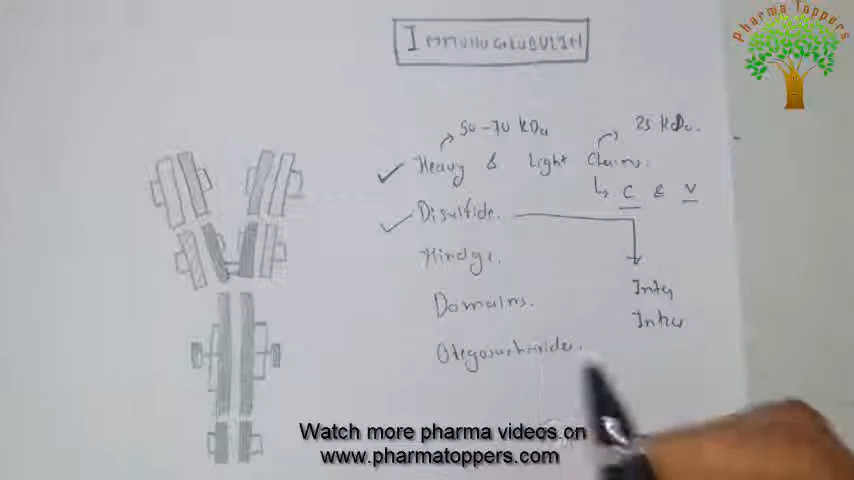 Pharma Toppers
IMMUNOGLOBULIN
50-70 kDa
25 kDa.
Heavy & Light Chains.
C & V
Disulfide.
Hindge.
Inter
Domains.
Intra
Oligosaccharides.
Watch more pharma videos on
www.pharmatoppers.com